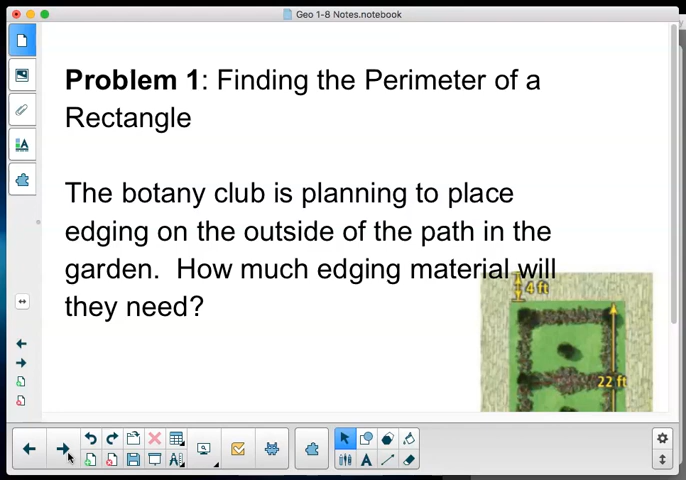 Geo 1-8 Notes.notebook
Problem 1: Finding the Perimeter of a
Rectangle
The botany club is planning to place
edging on the outside of the path in the
garden. How much edging material will
they need?
4 ft
22 ft